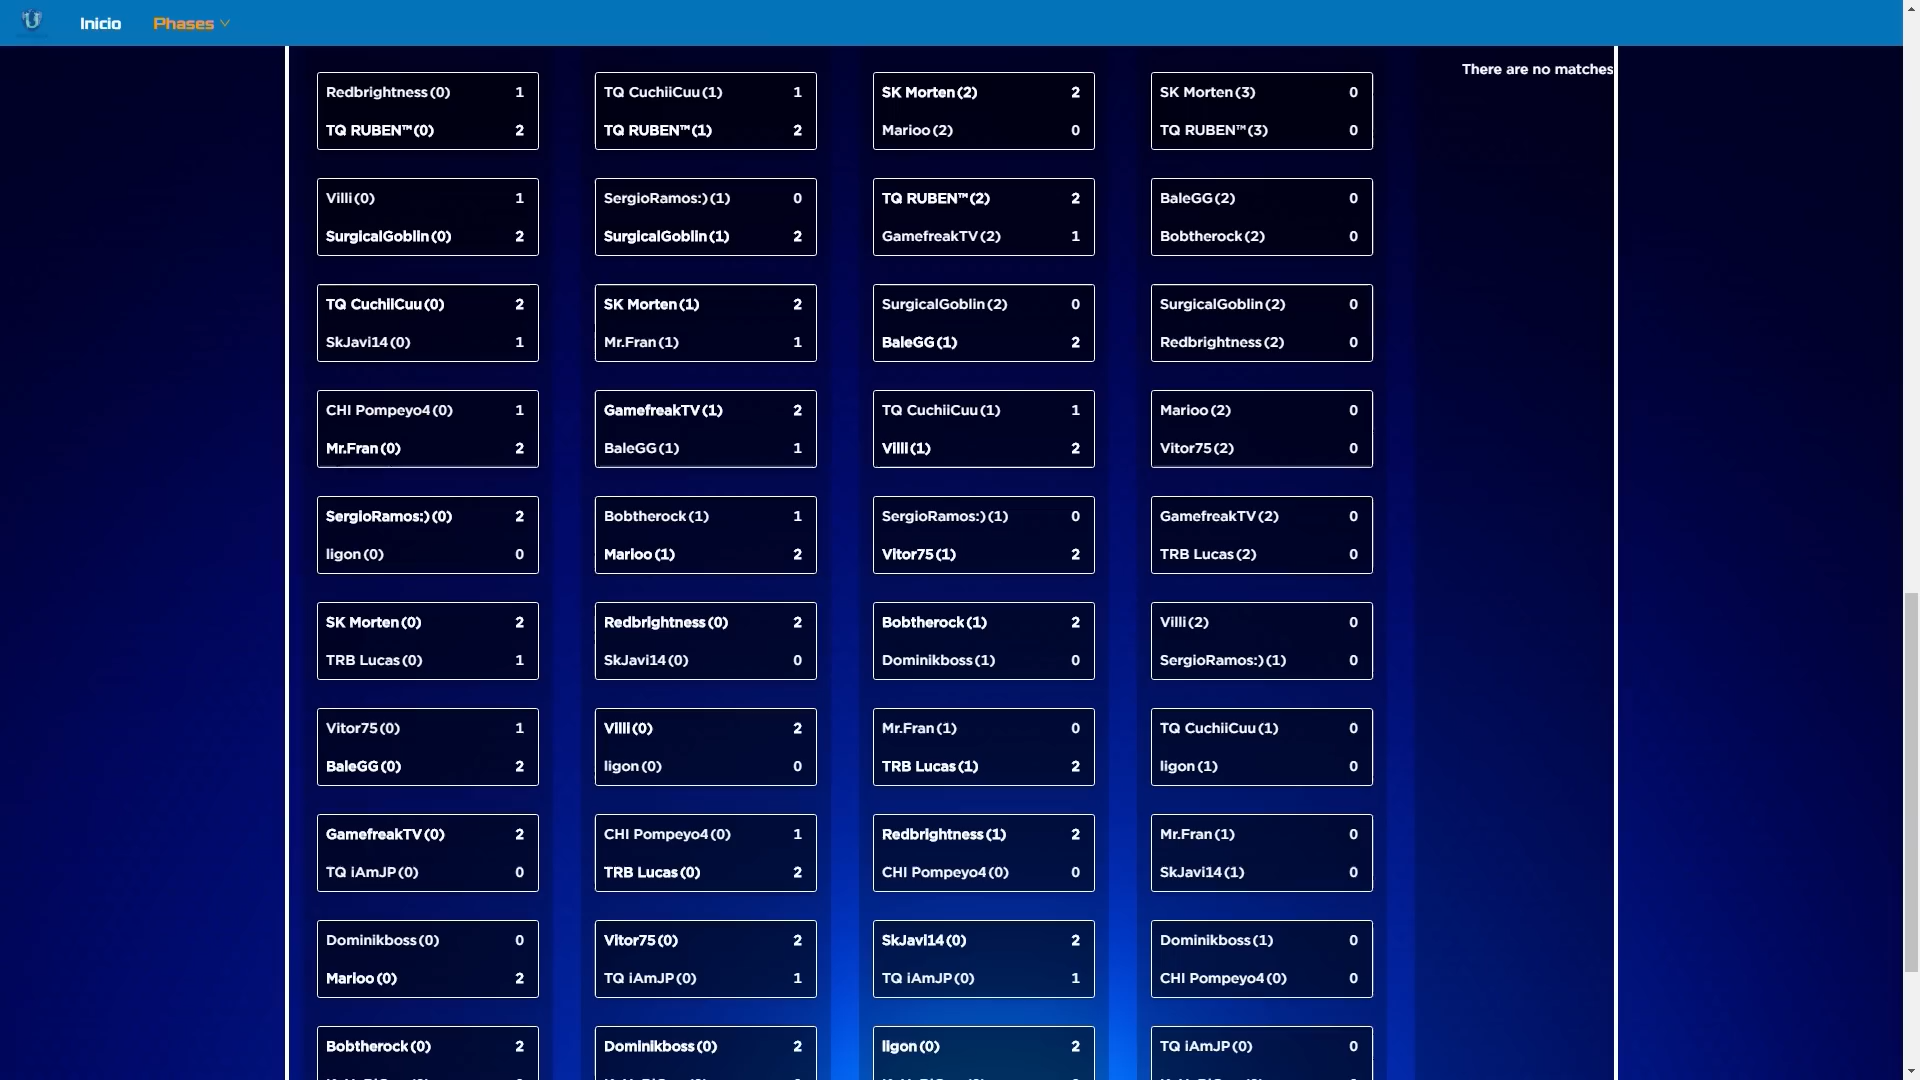 Inicio Phases
There are no matches
Redbrightness (0) 1
TQ RUBEN™ (0) 2
Villi (0) 1
SurgicalGoblin (0) 2
TQ CuchiiCuu (0) 2
SkJavi14 (0) 1
CHI Pompeyo4 (0) 1
Mr.Fran (0) 2
SergioRamos:) (0) 2
ligon (0) 0
SK Morten (0) 2
TRB Lucas (0) 1
Vitor75 (0) 1
BaleGG (0) 2
GamefreakTV (0) 2
TQ iAmJP (0) 0
Dominikboss (0) 0
Marioo (0) 2
Bobtherock (0) 2
TQ CuchiiCuu (1) 1
TQ RUBEN™ (1) 2
SergioRamos:) (1) 0
SurgicalGoblin (1) 2
SK Morten (1) 2
Mr.Fran (1) 1
GamefreakTV (1) 2
BaleGG (1) 1
Bobtherock (1) 1
Marioo (1) 2
Redbrightness (0) 2
SkJavi14 (0) 0
Villi (0) 2
ligon (0) 0
CHI Pompeyo4 (0) 1
TRB Lucas (0) 2
Vitor75 (0) 2
TQ iAmJP (0) 1
Dominikboss (0) 2
SK Morten (2) 2
Marioo (2) 0
TQ RUBEN™ (2) 2
GamefreakTV (2) 1
SurgicalGoblin (2) 0
BaleGG (1) 2
TQ CuchiiCuu (1) 1
Villi (1) 2
SergioRamos:) (1) 0
Vitor75 (1) 2
Bobtherock (1) 2
Dominikboss (1) 0
Mr.Fran (1) 0
TRB Lucas (1) 2
Redbrightness (1) 2
CHI Pompeyo4 (0) 0
SkJavi14 (0) 2
TQ iAmJP (0) 1
ligon (0) 2
SK Morten (3) 0
TQ RUBEN™ (3) 0
BaleGG (2) 0
Bobtherock (2) 0
SurgicalGoblin (2) 0
Redbrightness (2) 0
Marioo (2) 0
Vitor75 (2) 0
GamefreakTV (2) 0
TRB Lucas (2) 0
Villi (2) 0
SergioRamos:) (1) 0
TQ CuchiiCuu (1) 0
ligon (1) 0
Mr.Fran (1) 0
SkJavi14 (1) 0
Dominikboss (1) 0
CHI Pompeyo4 (0) 0
TQ iAmJP (0) 0